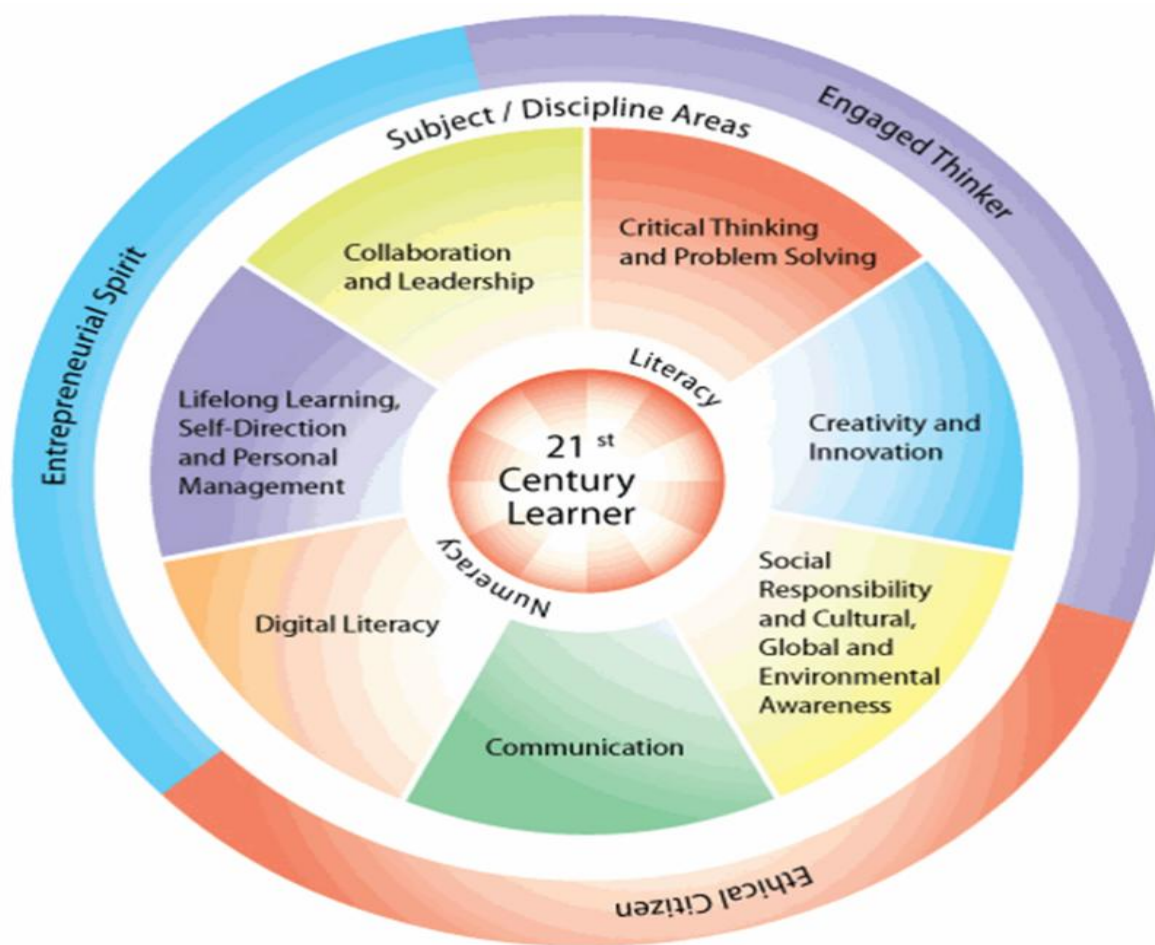 Subject / Discipline Areas
Engaged Thinker
Entrepreneurial Spirit
Ethical Citizen
Collaboration
and Leadership
Critical Thinking
and Problem Solving
Lifelong Learning,
Self-Direction
and Personal
Management
Literacy
21 st
Century
Learner
Numeracy
Creativity and
Innovation
Digital Literacy
Social
Responsibility
and Cultural,
Global and
Environmental
Awareness
Communication